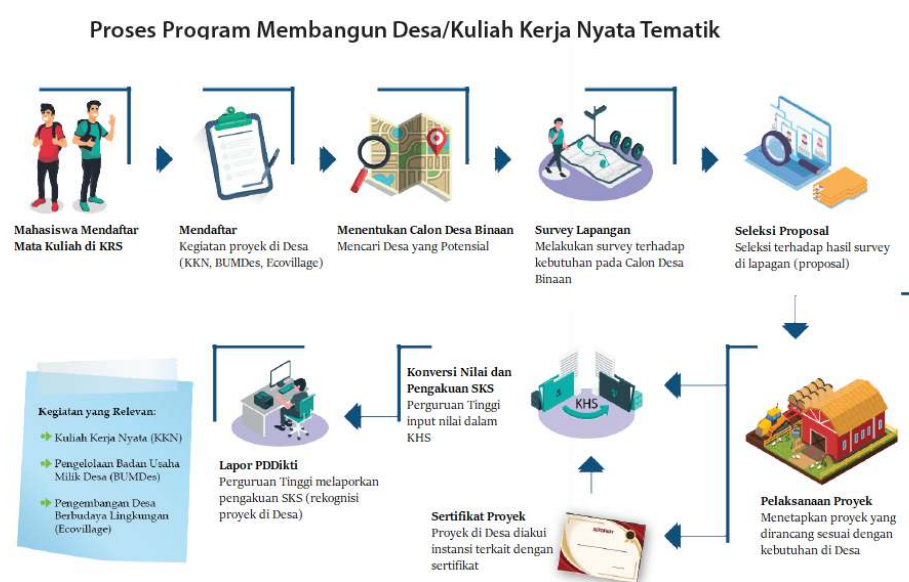 Proses Program Membangun Desa/Kuliah Kerja Nyata Tematik
Mahasiswa Mendaftar
Mata Kuliah di KRS
Mendaftar
Kegiatan proyek di Desa
(KKN, BUMDes, Ecovillage)
Menentukan Calon Desa Binaan
Mencari Desa yang Potensial
Survey Lapangan
Melakukan survey terhadap
kebutuhan pada Calon Desa
Binaan
Seleksi Proposal
Seleksi terhadap hasil survey
di lapagan (proposal)
Pelaksanaan Proyek
Menetapkan proyek yang
dirancang sesuai dengan
kebutuhan di Desa
KHS
Sertifikat Proyek
Proyek di Desa diakui
instansi terkait dengan
sertifikat
Konversi Nilai dan
Pengakuan SKS
Perguruan Tinggi
input nilai dalam
KHS
Lapor PDDikti
Perguruan Tinggi melaporkan
pengakuan SKS (rekognisi
proyek di Desa)
Kegiatan yang Relevan:
Kuliah Kerja Nyata (KKN)
Pengelolaan Badan Usaha
Milik Desa (BUMDes)
Pengembangan Desa
Berbudaya Lingkungan
(Ecovillage)